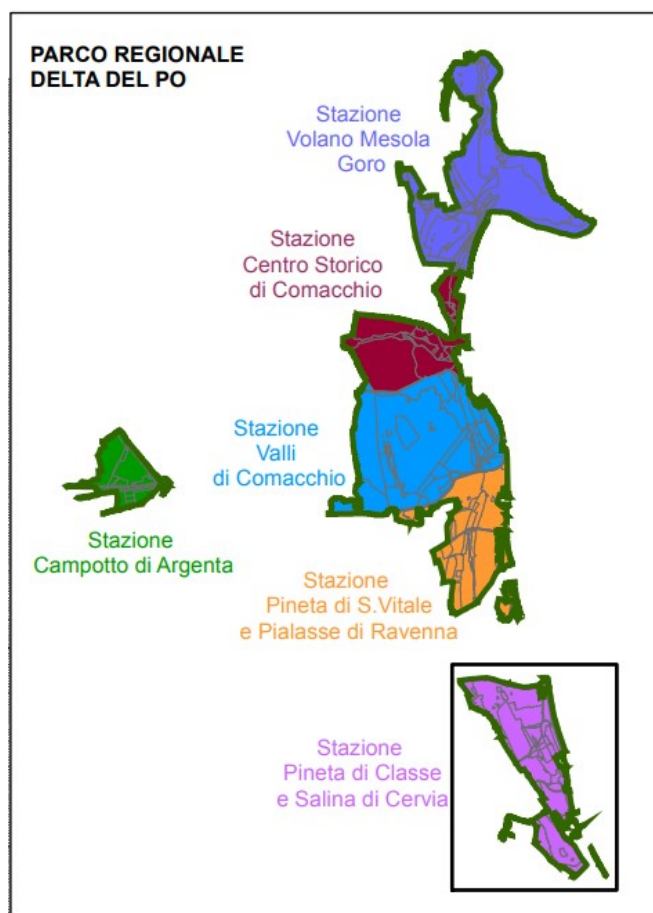 PARCO REGIONALE
DELTA DEL PO
Stazione
Volano Mesola
Goro
Stazione
Centro Storico
di Comacchio
Stazione
Valli
di Comacchio
Stazione
Campotto di Argenta
Stazione
Pineta di S.Vitale
e Pialasse di Ravenna
Stazione
Pineta di Classe
e Salina di Cervia